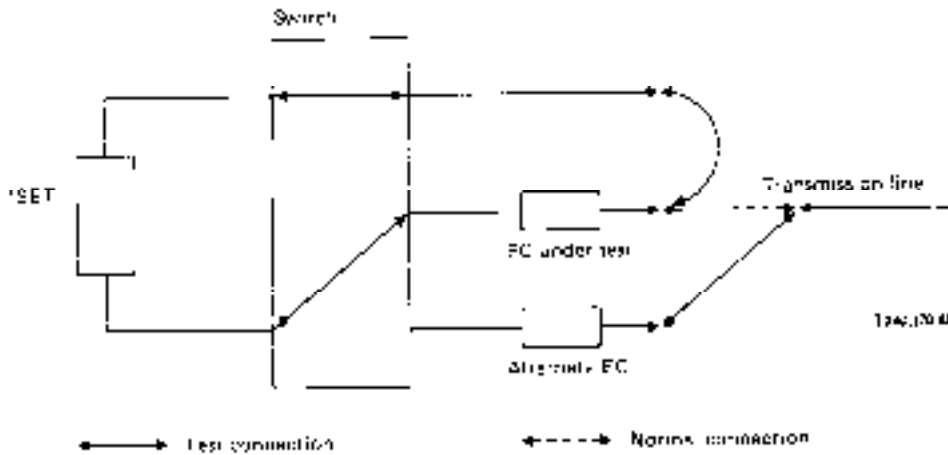 Switch
Transmission line
EC under test
Alternate EC
Test connection
Normal connection